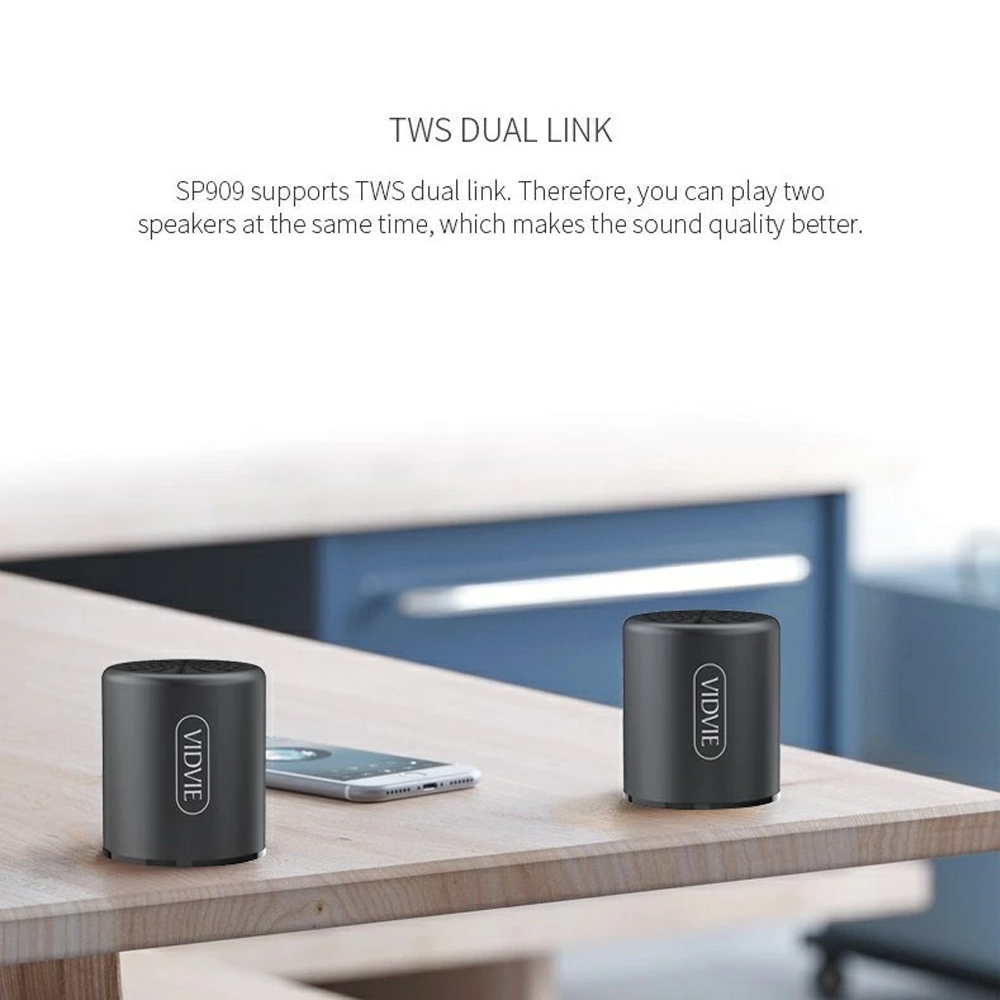 TWS DUAL LINK
SP909 supports TWS dual link. Therefore, you can play two
speakers at the same time, which makes the sound quality better.
VIDVIE
VIDVIE